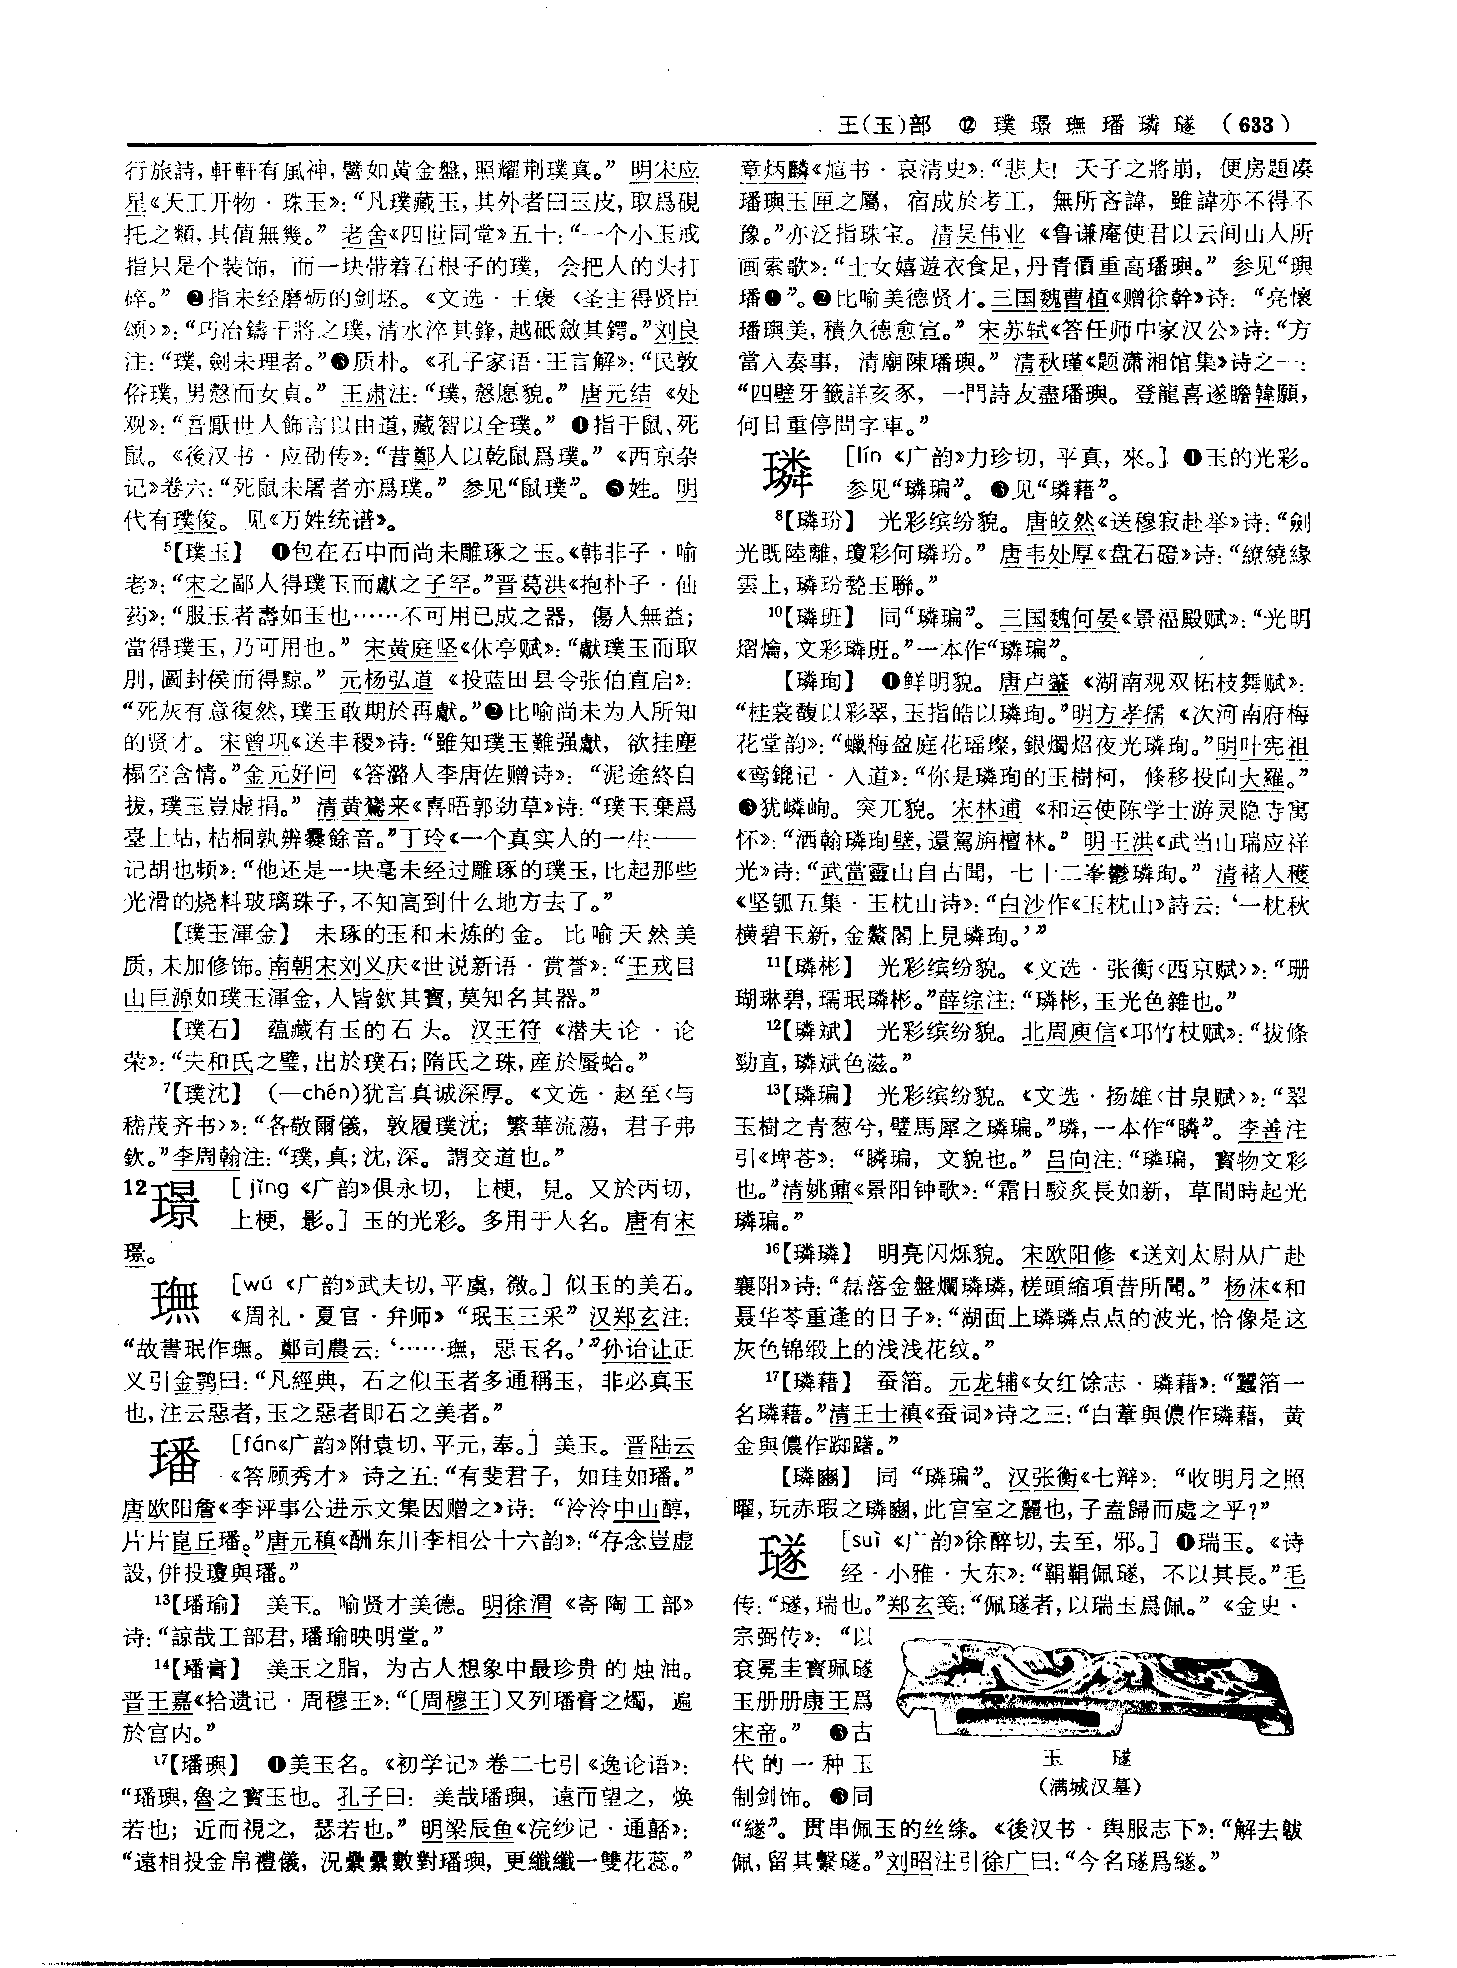 王(玉)部 ⑫ 璞璟璑璠璘璲 (633)
行旅詩，軒軒有風神，譬如黃金盤，照耀荆璞真。” 明宋应
星《天工开物·珠玉》：“凡璞藏玉，其外者曰玉皮，取爲硯
托之類，其值無幾。” 老舍《四世同堂》五十：“一个小玉戒
指只是个装饰，而一块带着石根子的璞，会把人的头打
碎。” ❷指未经磨砺的剑坯。《文选·王褒〈圣主得贤臣
颂〉》：“巧冶鑄干將之璞，清水淬其鋒，越砥斂其鍔。”刘良
注：“璞，劍未理者。”❸质朴。《孔子家语·王言解》：“民敦
俗璞，男慤而女貞。” 王肃注：“璞，慤愿貌。” 唐元结《处
观》：“吾厭世人飾言以由道，藏智以全璞。” ❹指干鼠、死
鼠。《後汉书·应劭传》：“昔鄭人以乾鼠爲璞。”《西京杂
记》卷六：“死鼠未屠者亦爲璞。” 参见“鼠璞”。❺姓。明
代有璞俊。见《万姓统谱》。
⁵【璞玉】 ❶包在石中而尚未雕琢之玉。《韩非子·喻
老》：“宋之鄙人得璞玉而獻之子罕。”晋葛洪《抱朴子·仙
药》：“服玉者壽如玉也……不可用已成之器，傷人無益；
當得璞玉，乃可用也。” 宋黄庭坚《休亭赋》：“獻璞玉而取
刖，圖封侯而得黥。” 元杨弘道《投蓝田县令张伯直启》：
“死灰有意復然，璞玉敢期於再獻。”❷比喻尚未为人所知
的贤才。宋曾巩《送丰稷》诗：“雖知璞玉難强獻，欲挂塵
榻空含情。”金元好问《答潞人李唐佐赠诗》：“泥途終自
拔，璞玉豈虚捐。” 清黄鷟来《喜晤郭幼草》诗：“璞玉棄爲
臺上坫，枯桐孰辨爨餘音。”丁玲《一个真实人的一生——
记胡也频》：“他还是一块毫未经过雕琢的璞玉，比起那些
光滑的烧料玻璃珠子，不知高到什么地方去了。”
【璞玉渾金】 未琢的玉和未炼的金。比喻天然美
质，未加修饰。南朝宋刘义庆《世说新语·赏誉》：“王戎目
山巨源如璞玉渾金，人皆欽其寶，莫知名其器。”
【璞石】 蕴藏有玉的石头。汉王符《潜夫论·论
荣》：“夫和氏之璧，出於璞石；隋氏之珠，産於蜃蛤。”
⁷【璞沈】 (—chén)犹言真诚深厚。《文选·赵至〈与
嵇茂齐书〉》：“各敬爾儀，敦履璞沈；繁華流蕩，君子弗
欽。”李周翰注：“璞，真；沈，深。謂交道也。”
12 璟 [jǐng《广韵》俱永切，上梗，見。又於丙切，
上梗，影。] 玉的光彩。多用于人名。唐有宋
璟。
璑 [wú《广韵》武夫切，平虞，微。] 似玉的美石。
《周礼·夏官·弁师》“珉玉三采” 汉郑玄注：
“故書珉作璑。鄭司農云：‘……璑，惡玉名。’”孙诒让正
义引金鹗曰：“凡經典，石之似玉者多通稱玉，非必真玉
也，注云惡者，玉之惡者即石之美者。”
璠 [fán《广韵》附袁切，平元，奉。] 美玉。晋陆云
《答顾秀才》诗之五：“有斐君子，如珪如璠。”
唐欧阳詹《李评事公进示文集因赠之》诗：“泠泠中山醇，
片片崑丘璠。”唐元稹《酬东川李相公十六韵》：“存念豈虚
設，併投瓊與璠。”
¹³【璠瑜】 美玉。喻贤才美德。明徐渭《寄陶工部》
诗：“諒哉工部君，璠瑜映明堂。”
¹⁴【璠膏】 美玉之脂，为古人想象中最珍贵的烛油。
晋王嘉《拾遗记·周穆王》：“〔周穆王〕又列璠膏之燭，遍
於宫内。”
¹⁷【璠璵】 ❶美玉名。《初学记》卷二七引《逸论语》：
“璠璵，魯之寶玉也。孔子曰：美哉璠璵，遠而望之，焕
若也；近而視之，瑟若也。” 明梁辰鱼《浣纱记·通嚭》：
“遠相投金帛禮儀，況纍纍數對璠璵，更纖纖一雙花蕊。”
章炳麟《訄书·哀清史》：“悲夫！天子之將崩，便房題凑
璠璵玉匣之屬，宿成於考工，無所吝諱，雖諱亦不得不
豫。”亦泛指珠宝。清吴伟业《鲁谦庵使君以云间山人所
画索歌》：“士女嬉遊衣食足，丹青價重高璠璵。” 参见“璵
璠❶”。❷比喻美德贤才。三国魏曹植《赠徐幹》诗：“亮懷
璠璵美，積久德愈宣。” 宋苏轼《答任师中家汉公》诗：“方
當入奏事，清廟陳璠璵。” 清秋瑾《题潇湘馆集》诗之一：
“四壁牙籤詳亥豕，一門詩友盡璠璵。登龍喜遂瞻韓願，
何日重停問字車。”
璘 [lín《广韵》力珍切，平真，來。] ❶玉的光彩。
参见“璘㻞”。❷见“璘藉”。
⁸【璘玢】 光彩缤纷貌。唐皎然《送穆寂赴举》诗：“劍
光既陸離，瓊彩何璘玢。” 唐韦处厚《盘石磴》诗：“繚繞緣
雲上，璘玢甃玉聯。”
¹⁰【璘班】 同“璘㻞”。三国魏何晏《景福殿赋》：“光明
熠爚，文彩璘班。”一本作“璘㻞”。
【璘珣】 ❶鲜明貌。唐卢肇《湖南观双柘枝舞赋》：
“桂裳馥以彩翠，玉指皓以璘珣。”明方孝孺《次河南府梅
花堂韵》：“蠟梅盈庭花瑶璨，銀燭炤夜光璘珣。”明叶宪祖
《鸾鎞记·入道》：“你是璘珣的玉樹柯，倏移投向大羅。”
❷犹嶙峋。突兀貌。宋林逋《和运使陈学士游灵隐寺寓
怀》：“洒翰璘珣壁，還駕旃檀林。” 明王洪《武当山瑞应祥
光》诗：“武當靈山自古聞，七十二峯鬱璘珣。” 清褚人穫
《坚瓠五集·玉枕山诗》：“白沙作《玉枕山》詩云：‘一枕秋
橫碧玉新，金鰲閣上見璘珣。’”
¹¹【璘彬】 光彩缤纷貌。《文选·张衡〈西京赋〉》：“珊
瑚琳碧，瓀珉璘彬。”薛综注：“璘彬，玉光色雜也。”
¹²【璘斌】 光彩缤纷貌。北周庾信《邛竹杖赋》：“拔條
勁直，璘斌色滋。”
¹³【璘㻞】 光彩缤纷貌。《文选·扬雄〈甘泉赋〉》：“翠
玉樹之青葱兮，璧馬犀之璘㻞。”璘，一本作“瞵”。李善注
引《埤苍》：“瞵㻞，文貌也。” 吕向注：“璘㻞，寶物文彩
也。”清姚鼐《景阳钟歌》：“霜日駮炙長如新，草間時起光
璘㻞。”
¹⁶【璘璘】 明亮闪烁貌。宋欧阳修《送刘太尉从广赴
襄阳》诗：“磊落金盤爛璘璘，槎頭縮項昔所聞。” 杨沫《和
聂华苓重逢的日子》：“湖面上璘璘点点的波光，恰像是这
灰色锦缎上的浅浅花纹。”
¹⁷【璘藉】 蚕箔。元龙辅《女红馀志·璘藉》：“蠶箔一
名璘藉。”清王士禛《蚕词》诗之三：“白葦與儂作璘藉，黄
金與儂作踟躇。”
【璘豳】 同“璘㻞”。汉张衡《七辩》：“收明月之照
曜，玩赤瑕之璘豳，此宫室之麗也，子盍歸而處之乎？”
璲 [suì《广韵》徐醉切，去至，邪。] ❶瑞玉。《诗
经·小雅·大东》：“鞙鞙佩璲，不以其長。”毛
传：“璲，瑞也。”郑玄笺：“佩璲者，以瑞玉爲佩。”《金史·
宗弼传》：“以
衮冕圭寶珮璲
玉册册康王爲
宋帝。” ❷古
代的一种玉
制剑饰。❸同
玉 璲
(满城汉墓)
“繸”。贯串佩玉的丝绦。《後汉书·舆服志下》：“解去韍
佩，留其繫璲。”刘昭注引徐广曰：“今名璲爲繸。”